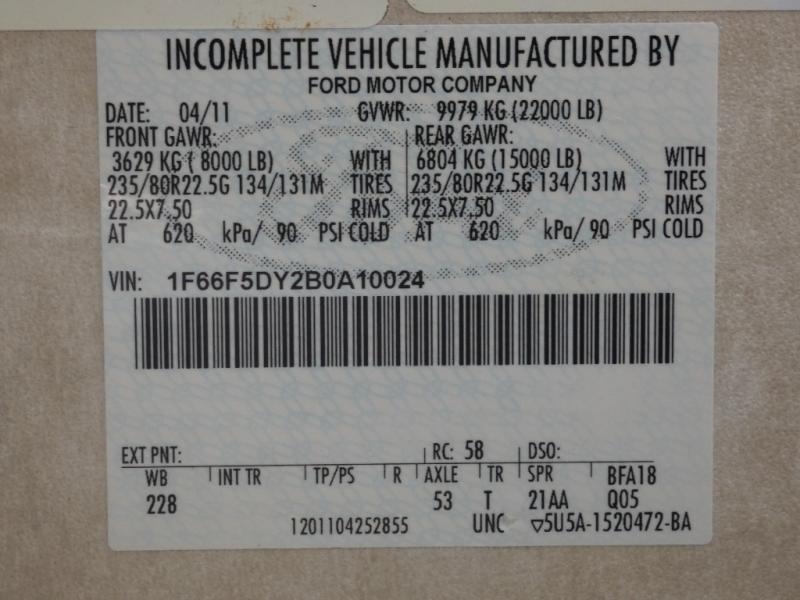 INCOMPLETE VEHICLE MANUFACTURED BY
FORD MOTOR COMPANY
DATE: 04/11 GVWR: 9979 KG (22000 LB)
FRONT GAWR: REAR GAWR:
3629 KG ( 8000 LB) WITH 6804 KG (15000 LB) WITH
235/80R22.5G 134/131M TIRES 235/80R22.5G 134/131M TIRES
22.5X7.50 RIMS 22.5X7.50 RIMS
AT 620 kPa/ 90 PSI COLD AT 620 kPa/ 90 PSI COLD
VIN: 1F66F5DY2B0A10024
EXT PNT: RC: 58 DSO:
WB INT TR TP/PS R AXLE TR SPR BFA18
228 53 T 21AA Q05
1201104252855 UNC ▽5U5A-1520472-BA